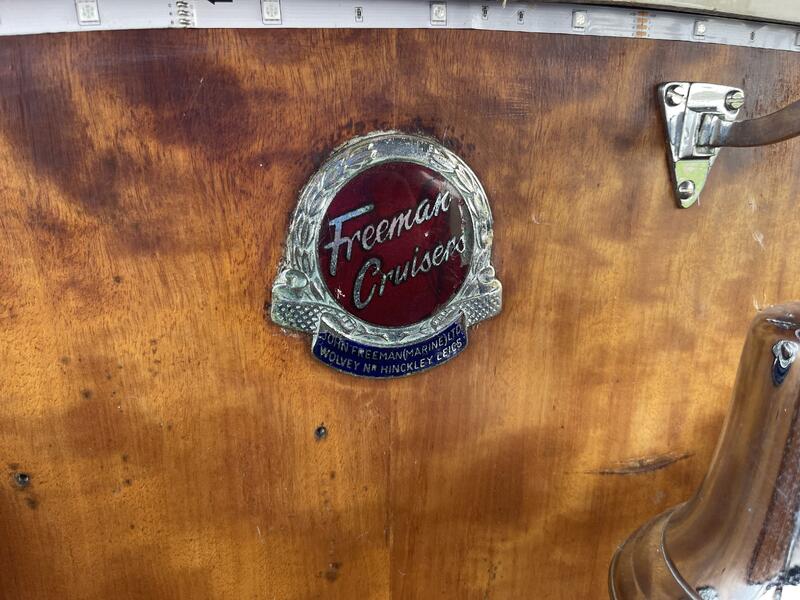 Freeman
Cruisers
JOHN FREEMAN (MARINE) LTD
WOLVEY NR HINCKLEY LEICS